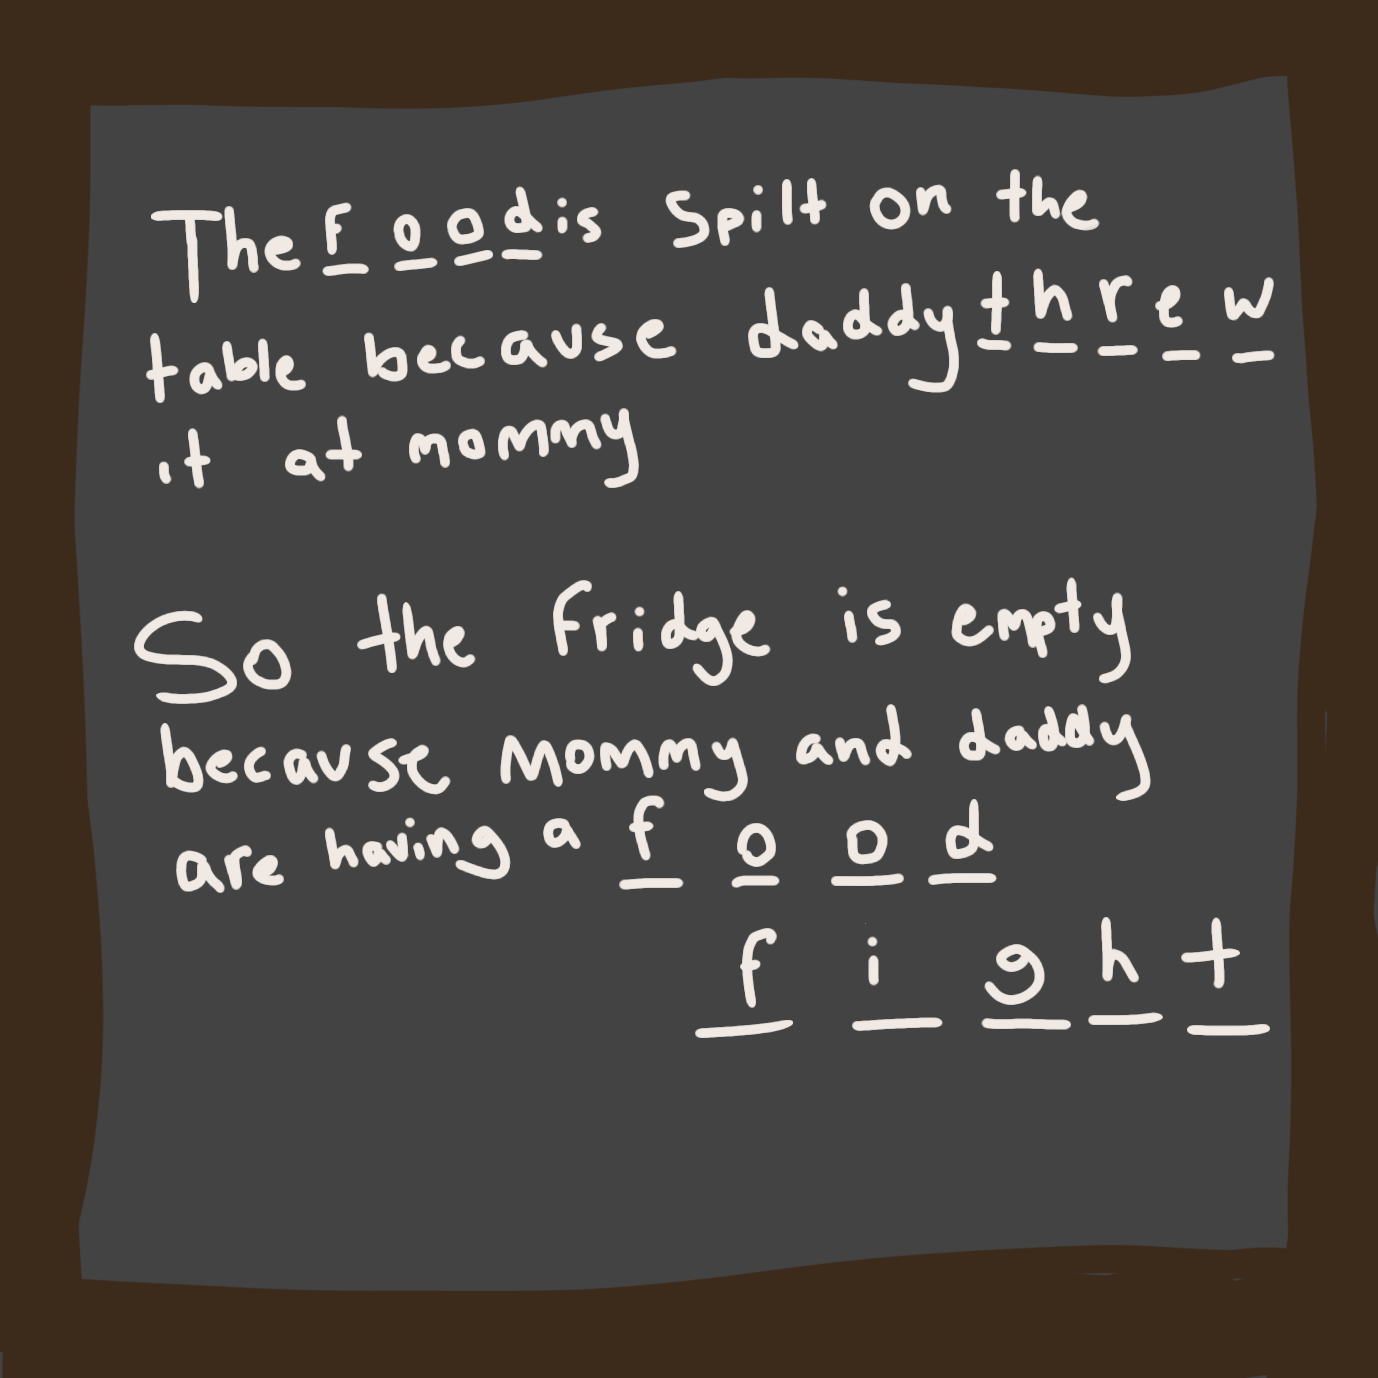 The food is Spilt on the
table because daddy threw
it at mommy
So the fridge is empty
because Mommy and daddy
are having a food
fight